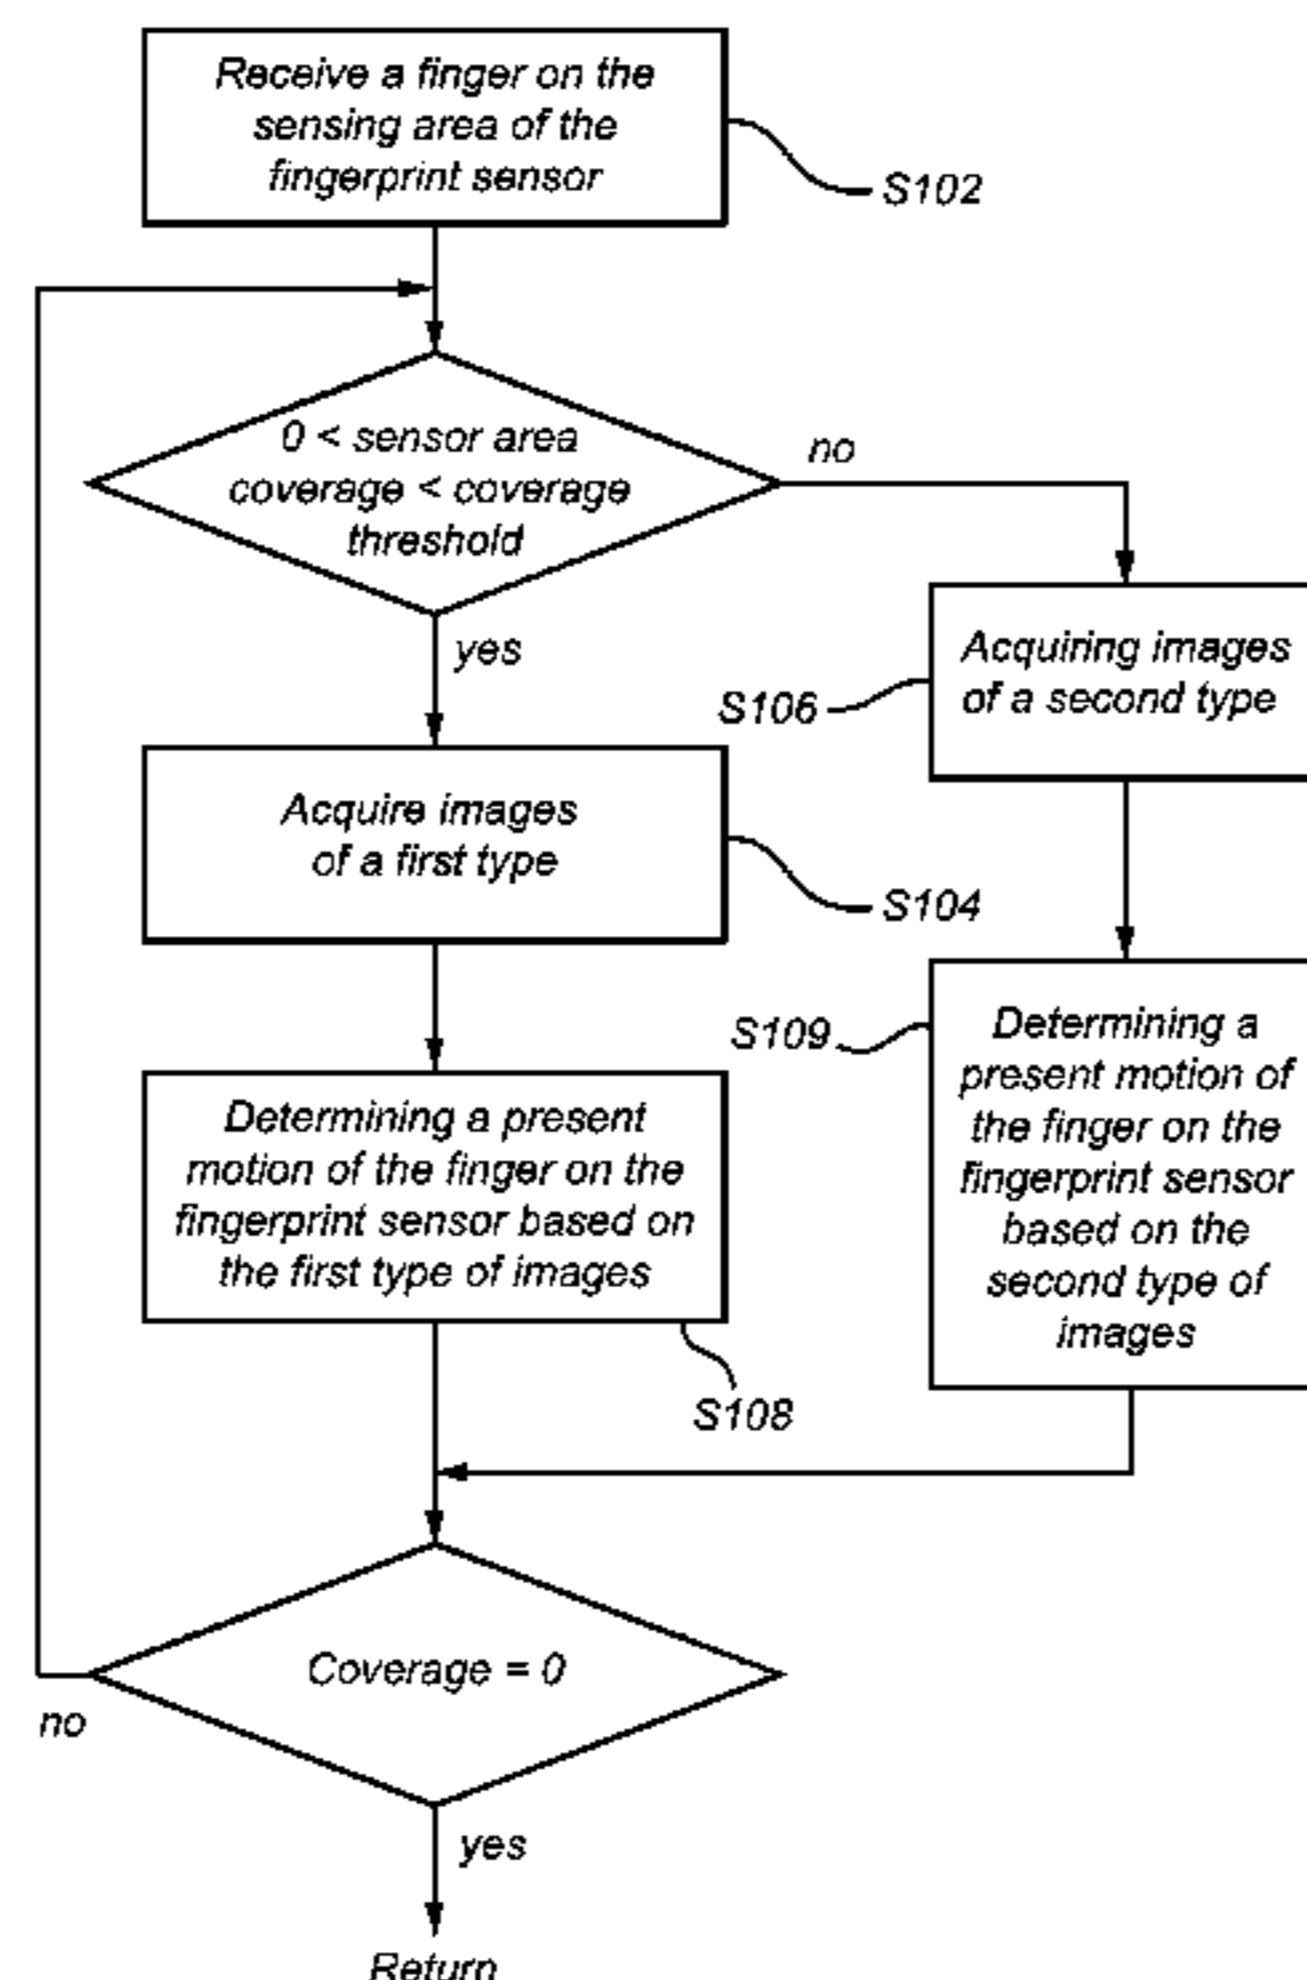 Receive a finger on the
sensing area of the
fingerprint sensor
S102
0 < sensor area
coverage < coverage
threshold
no
yes
Acquiring images
of a second type
S106
Acquire images
of a first type
S104
Determining a
present motion of
the finger on the
fingerprint sensor
based on the
second type of
images
S109
Determining a present
motion of the finger on the
fingerprint sensor based on
the first type of images
S108
Coverage = 0
no
yes
Return